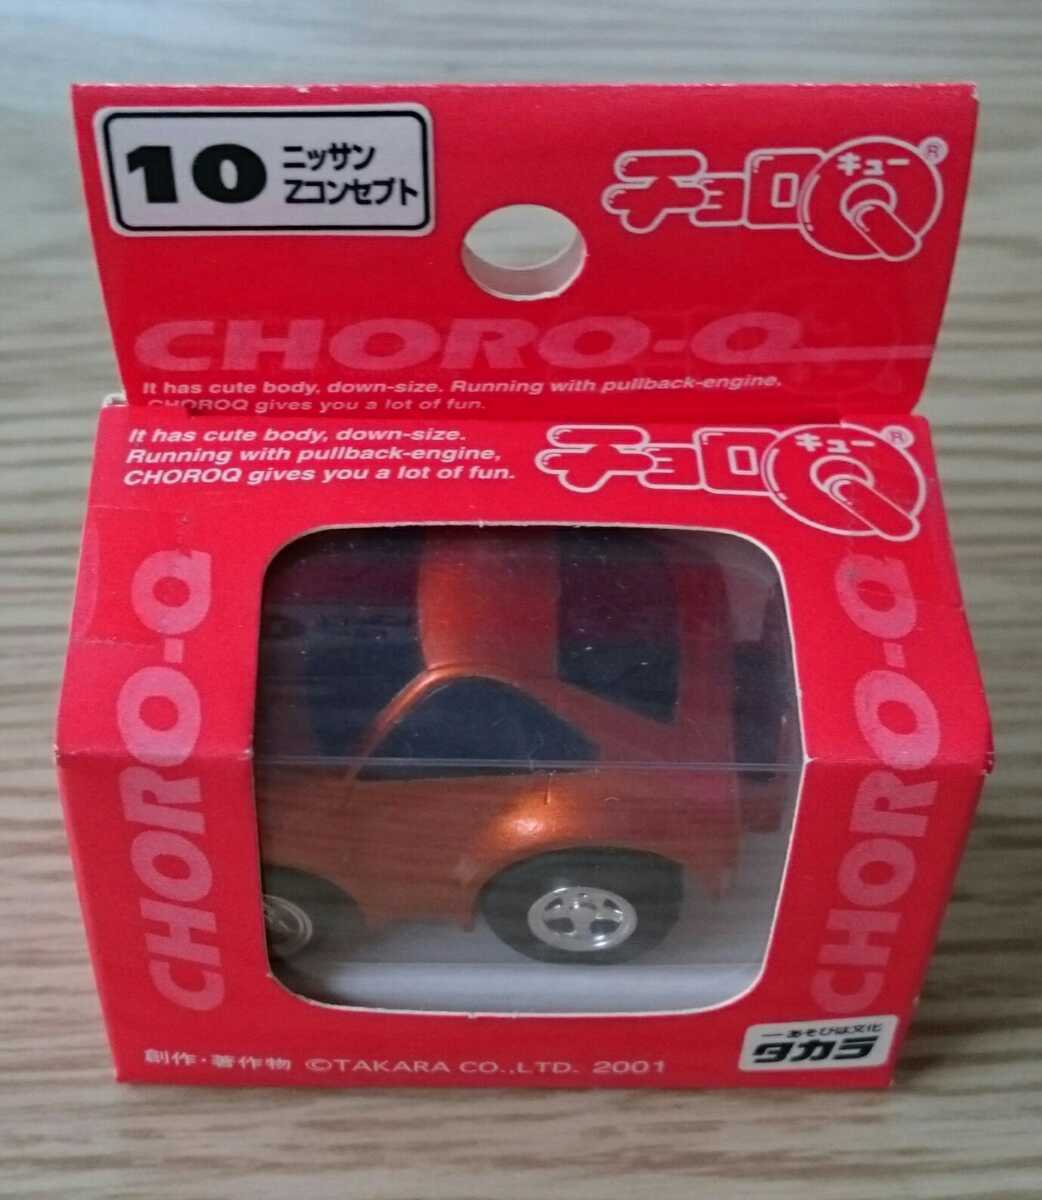 10 ニッサン
Zコンセプト
チョロQ キュー ®
CHORO-Q
It has cute body, down-size. Running with pullback-engine,
CHOROQ gives you a lot of fun.
It has cute body, down-size.
Running with pullback-engine,
CHOROQ gives you a lot of fun.
チョロQ キュー ®
CHORO-Q
CHORO-Q
創作・著作物 ©TAKARA CO.,LTD. 2001
あそびは文化
タカラ